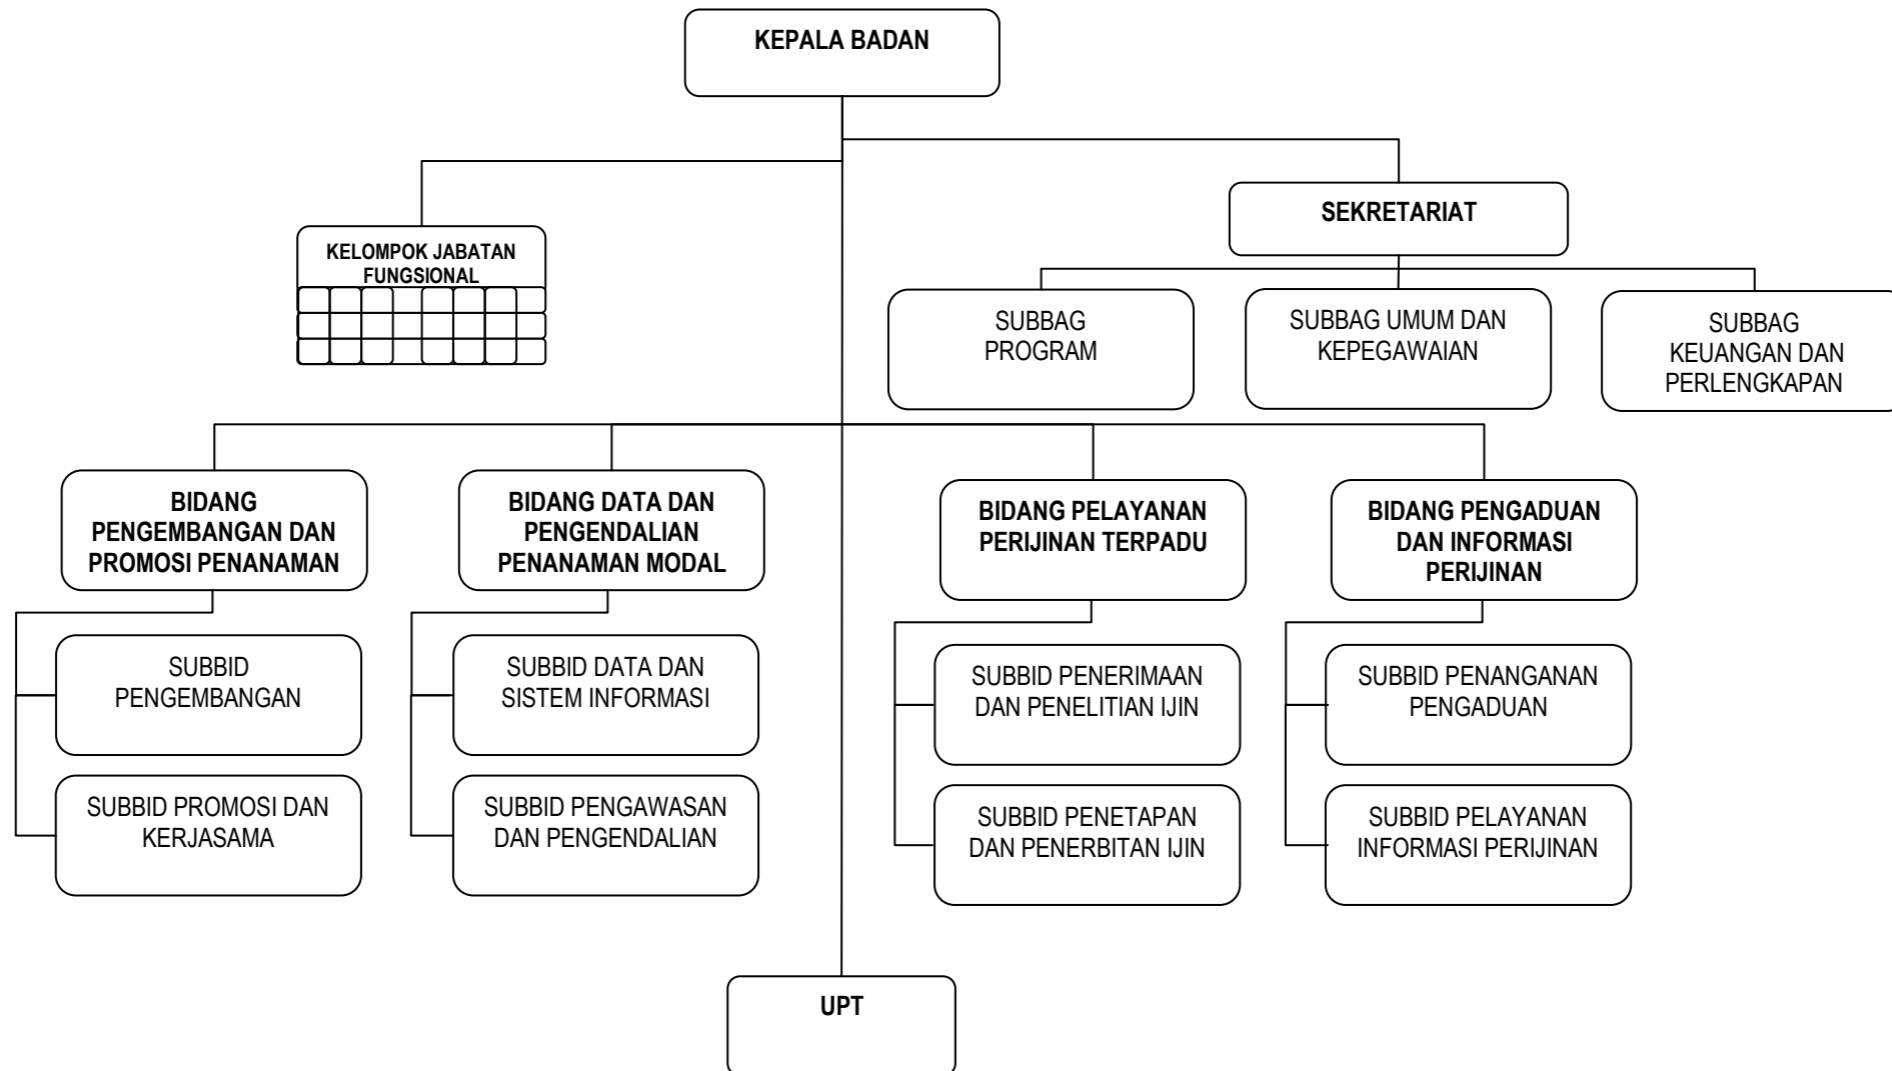 KEPALA BADAN
SEKRETARIAT
KELOMPOK JABATAN
FUNGSIONAL
SUBBAG
PROGRAM
SUBBAG UMUM DAN
KEPEGAWAIAN
SUBBAG
KEUANGAN DAN
PERLENGKAPAN
BIDANG
PENGEMBANGAN DAN
PROMOSI PENANAMAN
BIDANG DATA DAN
PENGENDALIAN
PENANAMAN MODAL
BIDANG PELAYANAN
PERIJINAN TERPADU
BIDANG PENGADUAN
DAN INFORMASI
PERIJINAN
SUBBID
PENGEMBANGAN
SUBBID DATA DAN
SISTEM INFORMASI
SUBBID PENERIMAAN
DAN PENELITIAN IJIN
SUBBID PENANGANAN
PENGADUAN
SUBBID PROMOSI DAN
KERJASAMA
SUBBID PENGAWASAN
DAN PENGENDALIAN
SUBBID PENETAPAN
DAN PENERBITAN IJIN
SUBBID PELAYANAN
INFORMASI PERIJINAN
UPT